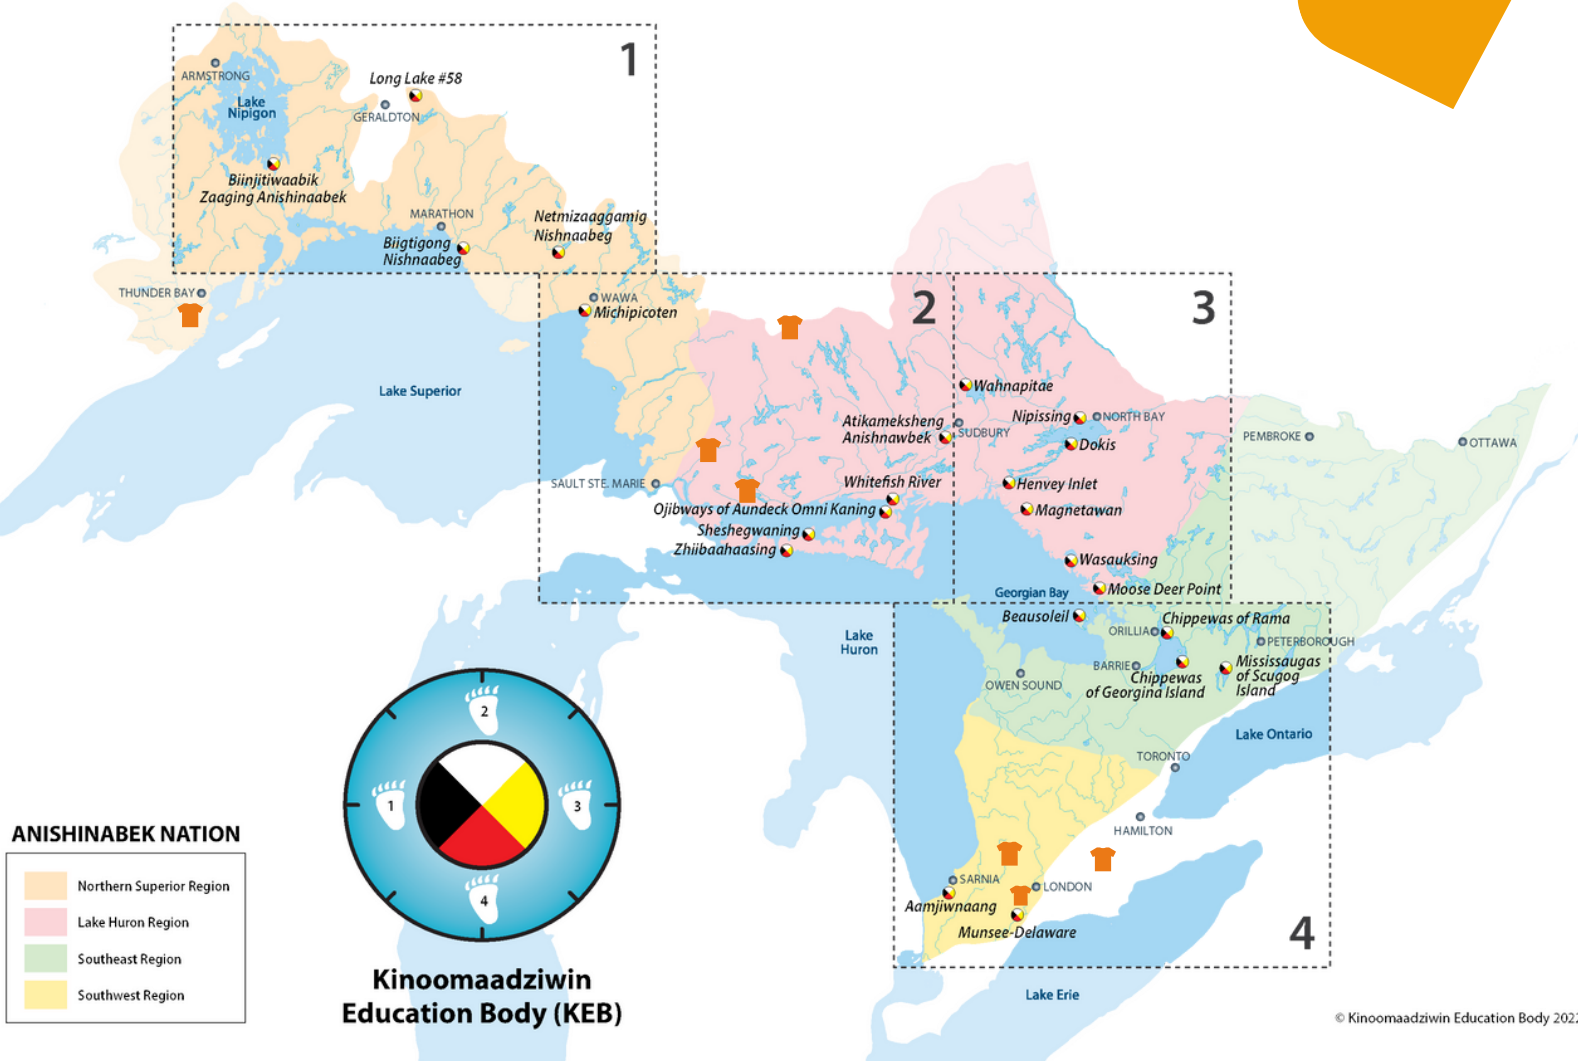 1
ARMSTRONG
Lake
Nipigon
Long Lake #58
GERALDTON
Biinjitiwaabik
Zaaging Anishinaabek
MARATHON
Biigtigong
Nishnaabeg
Netmizaaggamig
Nishnaabeg
THUNDER BAY
WAWA
Michipicoten
2
3
Lake Superior
Wahnapitae
Atikameksheng
Anishnawbek
SUDBURY
Nipissing
NORTH BAY
Dokis
PEMBROKE
OTTAWA
SAULT STE. MARIE
Whitefish River
Ojibways of Aundeck Omni Kaning
Sheshegwaning
Zhiibaahaasing
Henvey Inlet
Magnetawan
Wasauksing
Moose Deer Point
Georgian Bay
Beausoleil
Lake
Huron
ORILLIA
Chippewas of Rama
PETERBOROUGH
BARRIE
Chippewas
of Georgina Island
Mississaugas
of Scugog
Island
OWEN SOUND
Lake Ontario
TORONTO
HAMILTON
SARNIA
LONDON
Aamjiwnaang
Munsee-Delaware
4
Lake Erie
2
1
3
4
Kinoomaadziwin
Education Body (KEB)
ANISHINABEK NATION
Northern Superior Region
Lake Huron Region
Southeast Region
Southwest Region
© Kinoomaadziwin Education Body 2022